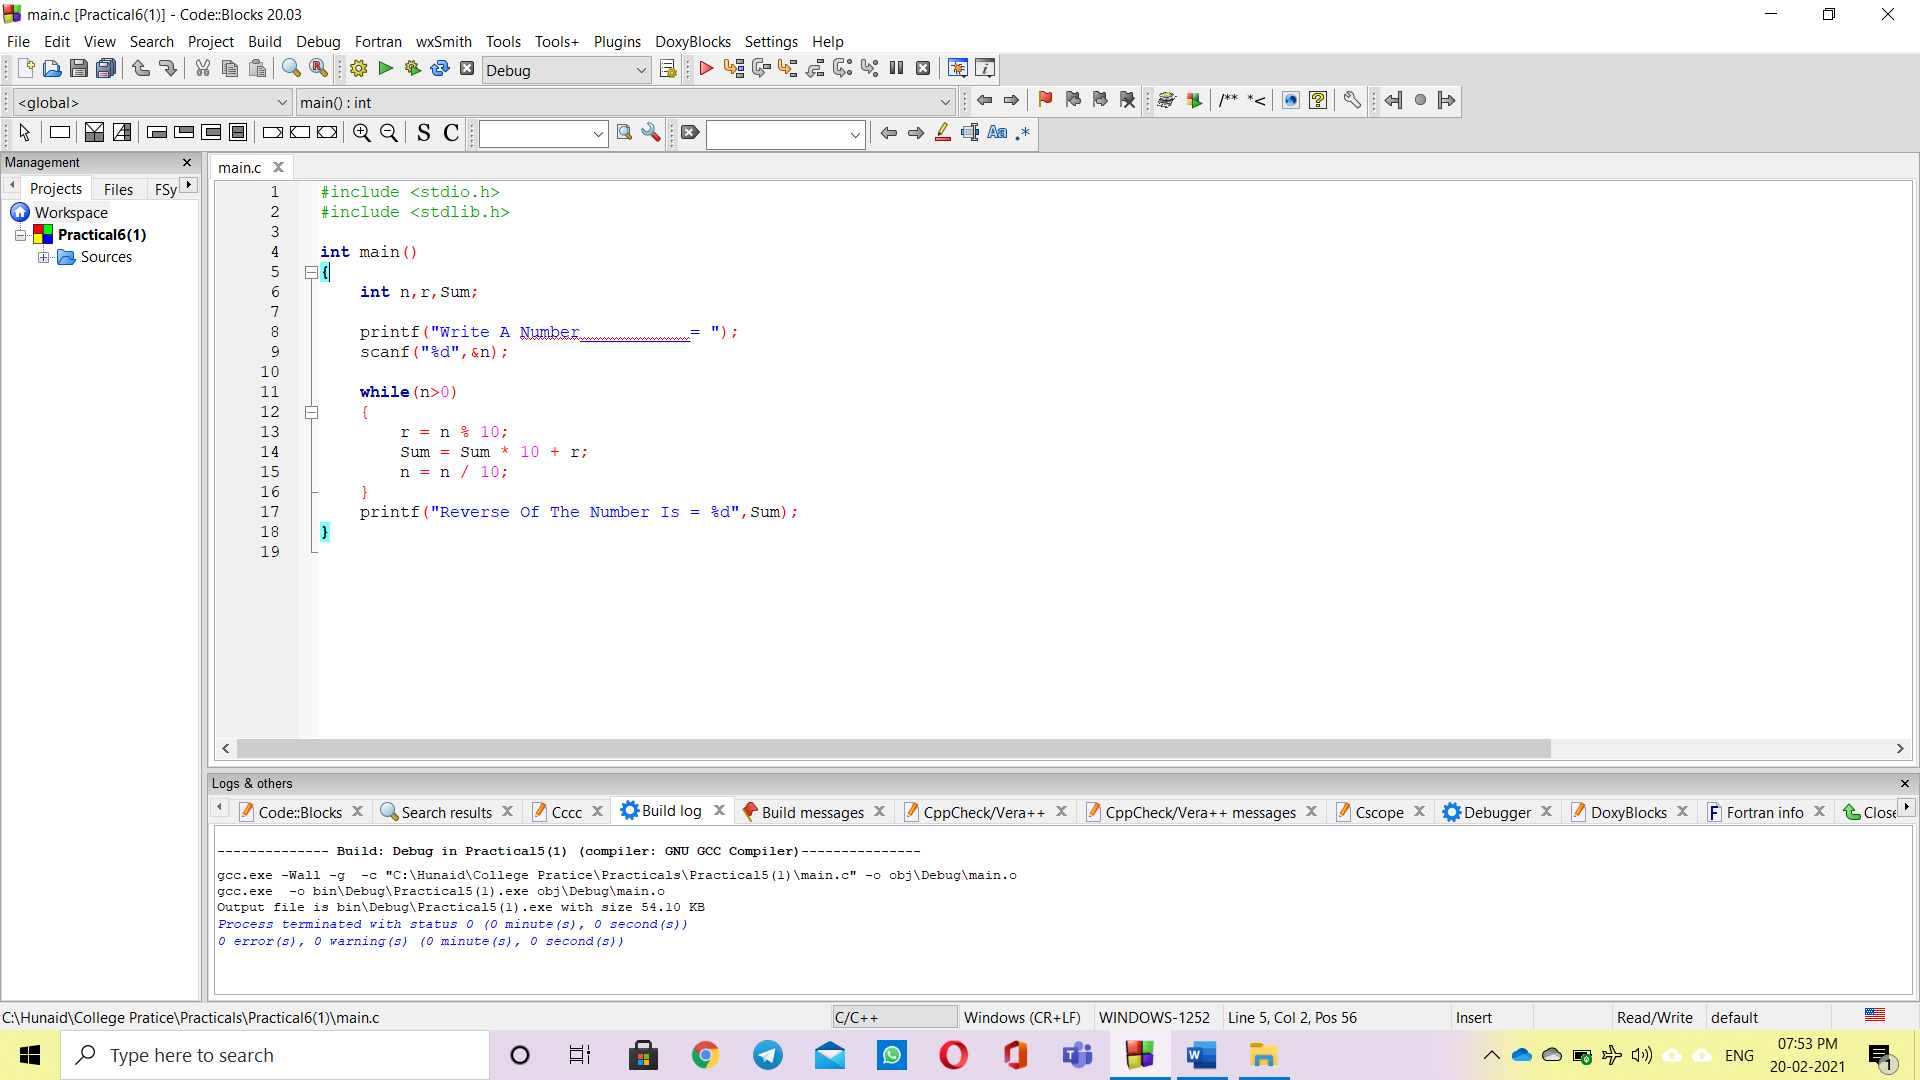 main.c [Practical6(1)] - Code::Blocks 20.03
File Edit View Search Project Build Debug Fortran wxSmith Tools Tools+ Plugins DoxyBlocks Settings Help
Debug
<global> main() : int /** *<
S C Aa .*
Management
Projects Files FSy
Workspace
Practical6(1)
Sources
main.c
1 #include <stdio.h>
2 #include <stdlib.h>
3
4 int main()
5 {
6 int n,r,Sum;
7
8 printf("Write A Number___________= ");
9 scanf("%d",&n);
10
11 while(n>0)
12 {
13 r = n % 10;
14 Sum = Sum * 10 + r;
15 n = n / 10;
16 }
17 printf("Reverse Of The Number Is = %d",Sum);
18 }
19
Logs & others
Code::Blocks Search results Cccc Build log Build messages CppCheck/Vera++ CppCheck/Vera++ messages Cscope Debugger DoxyBlocks Fortran info Close
-------------- Build: Debug in Practical5(1) (compiler: GNU GCC Compiler)---------------
gcc.exe -Wall -g  -c "C:\Hunaid\College Pratice\Practicals\Practical5(1)\main.c" -o obj\Debug\main.o
gcc.exe  -o bin\Debug\Practical5(1).exe obj\Debug\main.o
Output file is bin\Debug\Practical5(1).exe with size 54.10 KB
Process terminated with status 0 (0 minute(s), 0 second(s))
0 error(s), 0 warning(s) (0 minute(s), 0 second(s))
C:\Hunaid\College Pratice\Practicals\Practical6(1)\main.c C/C++ Windows (CR+LF) WINDOWS-1252 Line 5, Col 2, Pos 56 Insert Read/Write default
Type here to search ENG 07:53 PM
20-02-2021 1